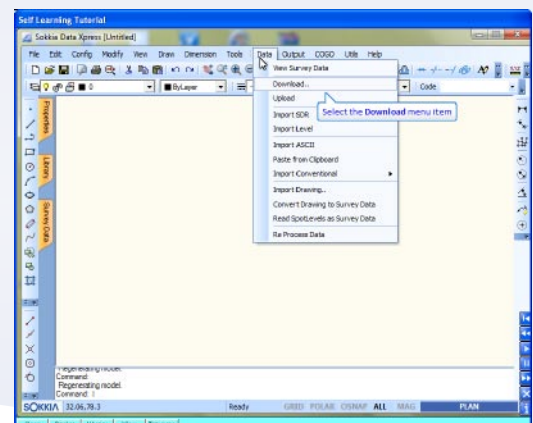 Self Learning Tutorial
Sokkia Data Xpress [Untitled]
File Edit Config Modify View Draw Dimension Tools Data Output COGO Utils Help
0 ByLayer Code
View Survey Data
Download...
Upload
Select the Download menu item
Import SDR
Import Level
Import ASCII
Paste from Clipboard
Import Conventional
Import Drawing...
Convert Drawing to Survey Data
Read SpotLevels as Survey Data
Re Process Data
Properties
Library
Survey Data
Regenerating model.
Command:
Regenerating model.
Command:
SOKKIA 32.06,78.3 Ready GRID POLAR OSNAP ALL MAG PLAN